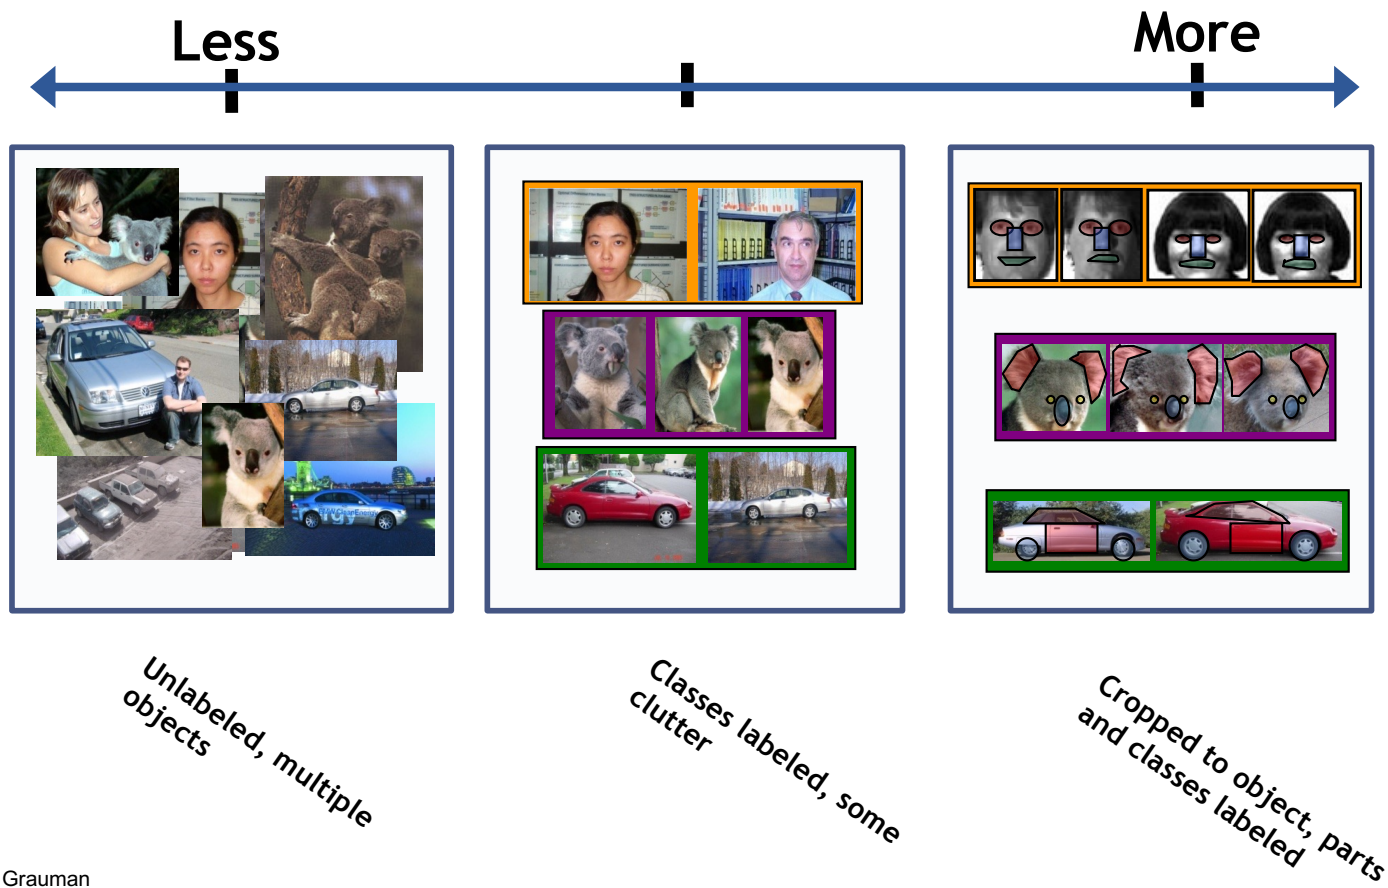 Less
More
Unlabeled, multiple
objects
Classes labeled, some
clutter
Cropped to object, parts
and classes labeled
Grauman